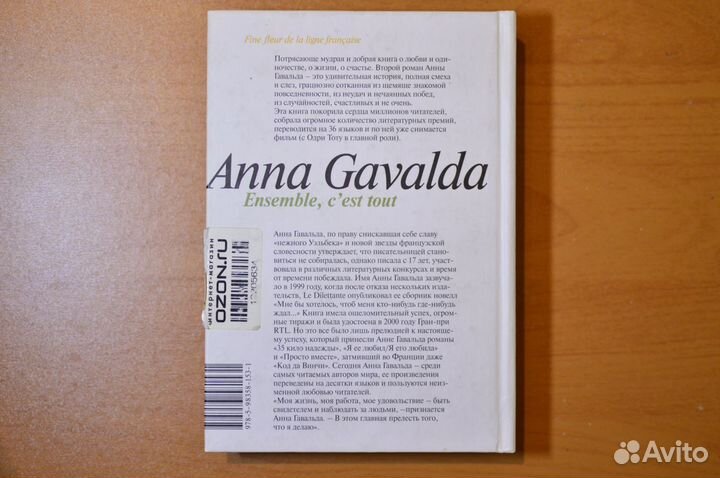 Fine fleur de la ligne française
Потрясающе мудрая и добрая книга о любви и оди-
ночестве, о жизни, о счастье. Второй роман Анны
Гавальда – это удивительная история, полная смеха
и слез, грациозно сотканная из щемяще знакомой
повседневности, из неудач и нечаянных побед,
из случайностей, счастливых и не очень.
Эта книга покорила сердца миллионов читателей,
собрала огромное количество литературных премий,
переводится на 36 языков и по ней уже снимается
фильм (с Одри Тоту в главной роли).
Anna Gavalda
Ensemble, c'est tout
Анна Гавальда, по праву снискавшая себе славу
«нежного Уэльбека» и новой звезды французской
словесности утверждает, что писательницей стано-
виться не собиралась, однако писала с 17 лет, участ-
вовала в различных литературных конкурсах и время
от времени побеждала. Имя Анны Гавальда зазвуча-
ло в 1999 году, когда после отказа нескольких изда-
тельств, Le Dilettante опубликовал ее сборник новелл
«Мне бы хотелось, чтоб меня кто-нибудь где-нибудь
ждал...» Книга имела ошеломительный успех, огром-
ные тиражи и была удостоена в 2000 году Гран-при
RTL. Но это все было лишь прелюдией к настояще-
му успеху, который принесли Анне Гавальда романы
«35 кило надежды», «Я ее любил/Я его любила»
и «Просто вместе», затмивший во Франции даже
«Код да Винчи». Сегодня Анна Гавальда – среди
самых читаемых авторов мира, ее произведения
переведены на десятки языков и пользуются неиз-
менной любовью читателей.
«Моя жизнь, моя работа, мое удовольствие – быть
свидетелем и наблюдать за людьми, –признается
Анна Гавальда. – В этом главная прелесть того,
что я делаю».
интернет-магазин
OZON.ru
978-5-98358-153-1
Avito